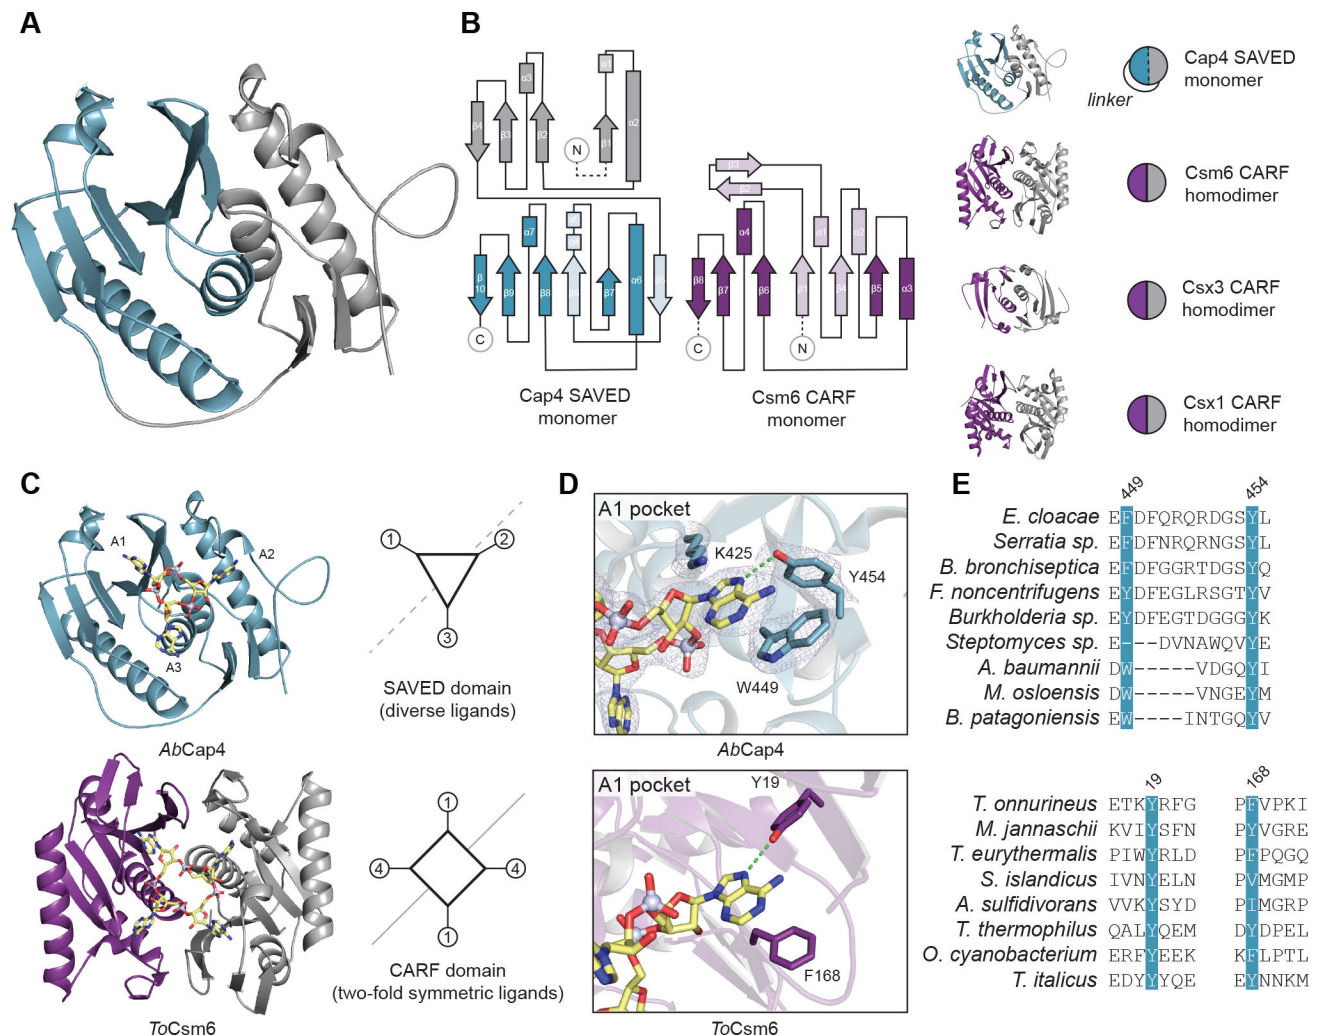 A
B
α1
α3
α2
β4
β3
β2
β1
N
α7
α6
β
10
β9
β8
β6
β7
β5
C
Cap4 SAVED
monomer
β3
β2
α4
α1
α2
β8
β7
β6
β1
β4
β5
α3
C
N
Csm6 CARF
monomer
linker
Cap4 SAVED
monomer
Csm6 CARF
homodimer
Csx3 CARF
homodimer
Csx1 CARF
homodimer
C
A1
A2
A3
AbCap4
1
2
3
SAVED domain
(diverse ligands)
ToCsm6
1
4
4
1
CARF domain
(two-fold symmetric ligands)
D
A1 pocket
K425
Y454
W449
AbCap4
A1 pocket
Y19
F168
ToCsm6
E
449 454
E. cloacae EFDFQRQRDGSYL
Serratia sp. EFDFNRQRNGSYL
B. bronchiseptica EFDFGGRTDGSYQ
F. noncentrifugens EYDFEGLRSGTYV
Burkholderia sp. EYDFEGTDGGGYK
Steptomyces sp. E---DVNAWQVYE
A. baumannii DW-----VDGQYI
M. osloensis DW-----VNGEYM
B. patagoniensis EW----INTGQYV
19 168
T. onnurineus ETKYRFG PFVPKI
M. jannaschii KVIYSFN PYVGRE
T. eurythermalis PIWYRLD PFPQGQ
S. islandicus IVNYELN PVMGMP
A. sulfidivorans VVKYSYD PIMGRP
T. thermophilus QALYQEM DYDPEL
O. cyanobacterium ERFYEEK KFLPTL
T. italicus EDYYYQE EYNNKM